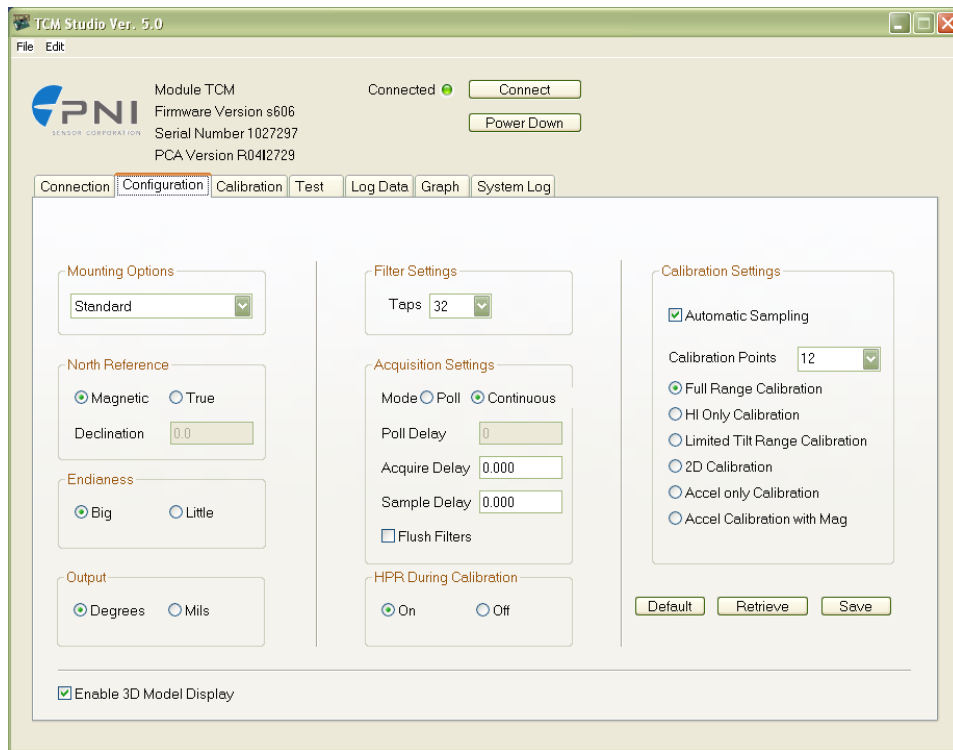 TCM Studio Ver. 5.0
File Edit
PNI
SENSOR CORPORATION
Module TCM
Firmware Version s606
Serial Number 1027297
PCA Version R04I2729
Connected
Connect
Power Down
Connection Configuration Calibration Test Log Data Graph System Log
Mounting Options
Standard
North Reference
Magnetic True
Declination 0.0
Endianess
Big Little
Output
Degrees Mils
Filter Settings
Taps 32
Acquisition Settings
Mode Poll Continuous
Poll Delay 0
Acquire Delay 0.000
Sample Delay 0.000
Flush Filters
HPR During Calibration
On Off
Calibration Settings
Automatic Sampling
Calibration Points 12
Full Range Calibration
HI Only Calibration
Limited Tilt Range Calibration
2D Calibration
Accel only Calibration
Accel Calibration with Mag
Default Retrieve Save
Enable 3D Model Display